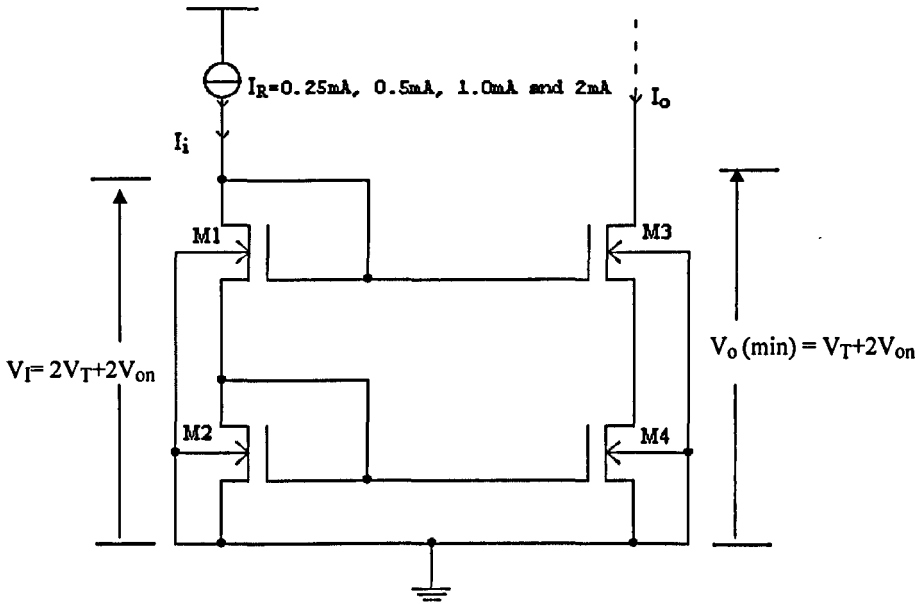 I_R=0.25mA, 0.5mA, 1.0mA and 2mA
I_o
I_i
M1
M3
V_I= 2V_T+2V_on
V_o (min) = V_T+2V_on
M2
M4